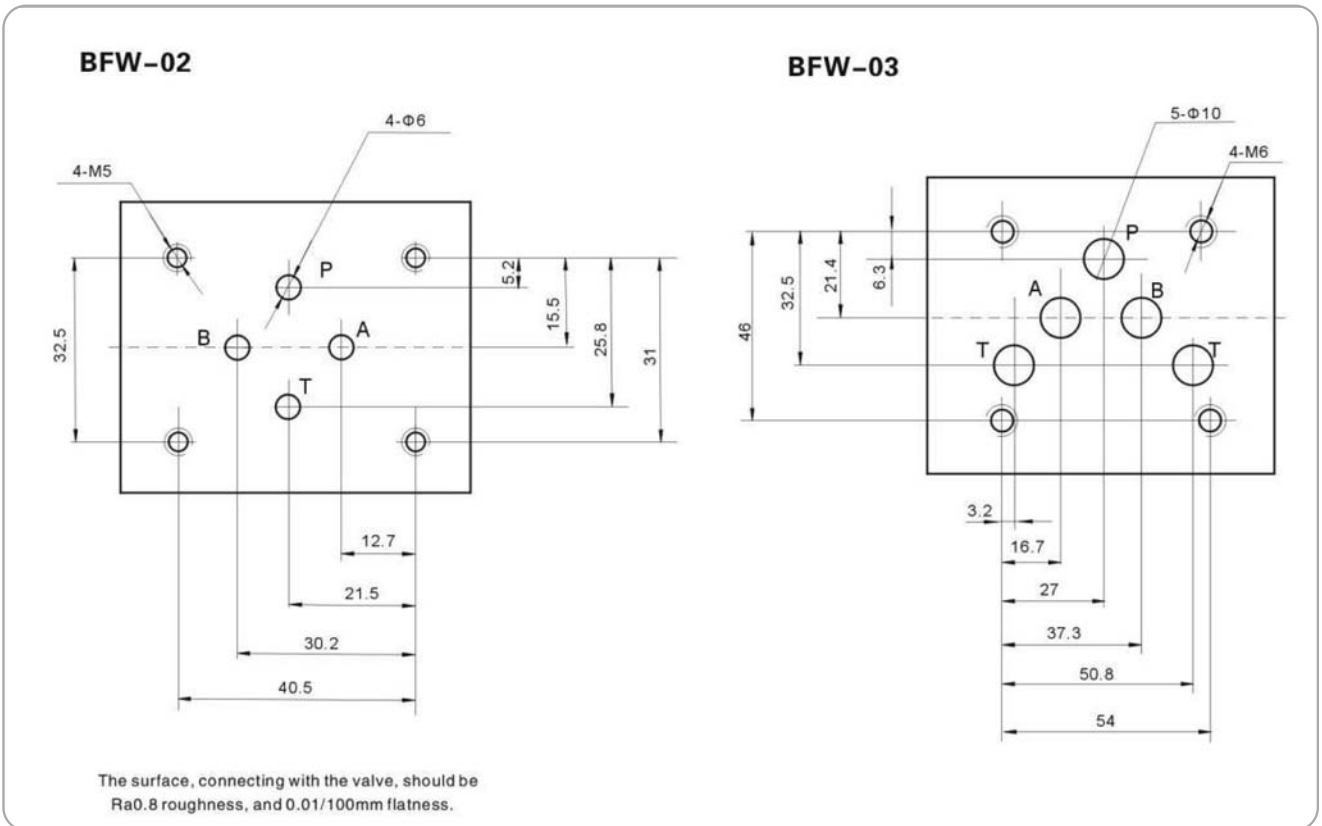 BFW-02
4-Φ6
4-M5
P
B
A
T
32.5
5.2
15.5
25.8
31
12.7
21.5
30.2
40.5
The surface, connecting with the valve, should be
Ra0.8 roughness, and 0.01/100mm flatness.
BFW-03
5-Φ10
4-M6
P
A
B
T
T
46
32.5
21.4
6.3
3.2
16.7
27
37.3
50.8
54